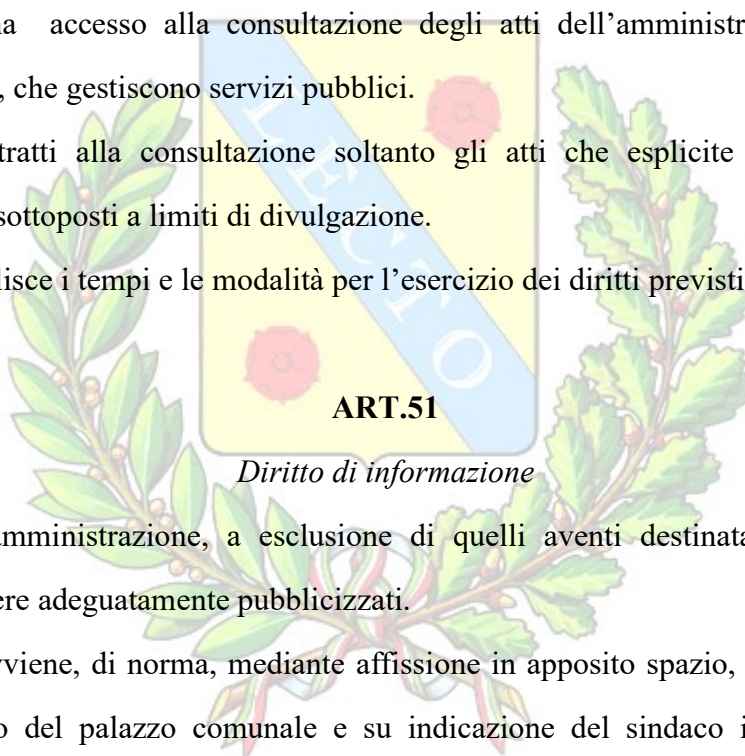 na accesso alla consultazione degli atti dell’amministr
, che gestiscono servizi pubblici.
tratti alla consultazione soltanto gli atti che esplicite
sottoposti a limiti di divulgazione.
lisce i tempi e le modalità per l’esercizio dei diritti previsti
ART.51
Diritto di informazione
amministrazione, a esclusione di quelli aventi destinata
ere adeguatamente pubblicizzati.
vviene, di norma, mediante affissione in apposito spazio,
o del palazzo comunale e su indicazione del sindaco i
LECTO